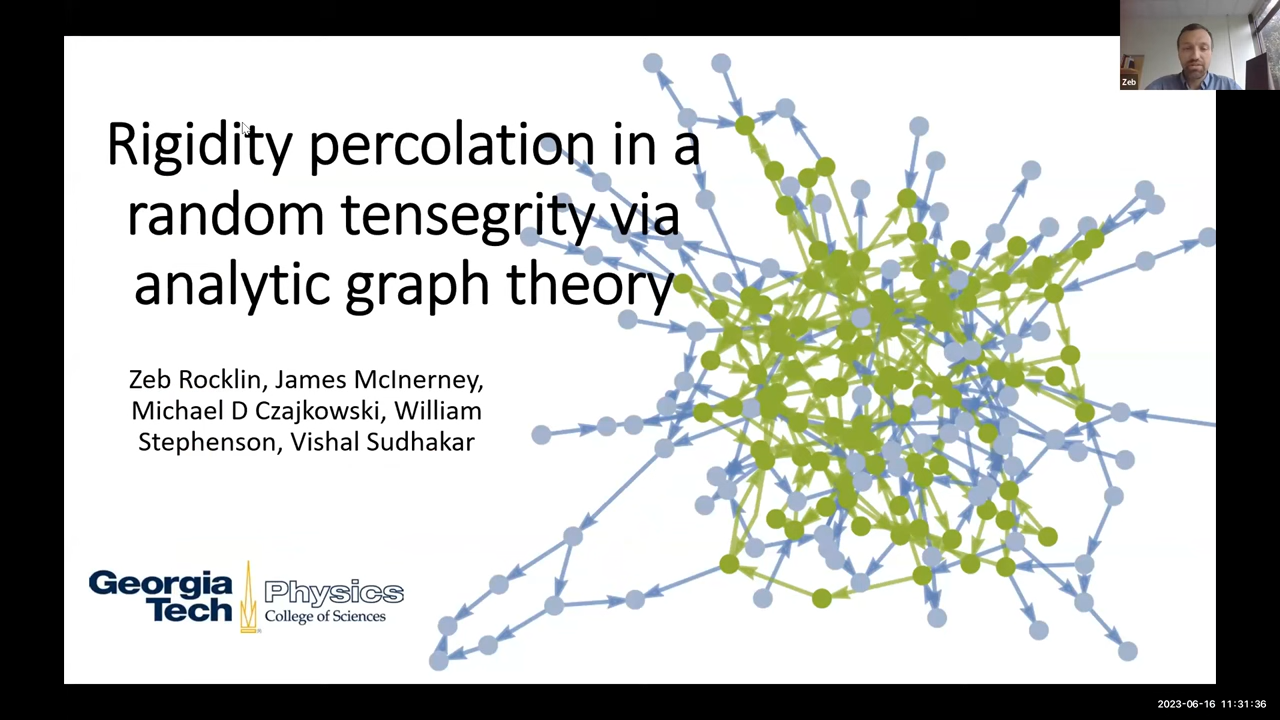 Zeb
Rigidity percolation in a
random tensegrity via
analytic graph theory
Zeb Rocklin, James McInerney,
Michael D Czajkowski, William
Stephenson, Vishal Sudhakar
Georgia
Tech
Physics
College of Sciences
2023-06-16 11:31:36